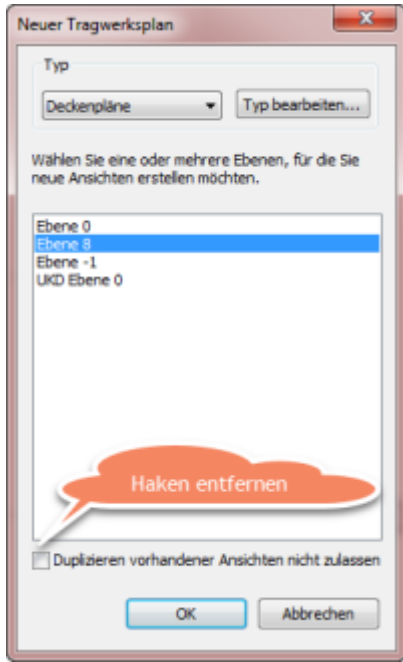 Neuer Tragwerksplan
Typ
Deckenpläne
Typ bearbeiten...
Wählen Sie eine oder mehrere Ebenen, für die Sie
neue Ansichten erstellen möchten.
Ebene 0
Ebene 8
Ebene -1
UKD Ebene 0
Haken entfernen
Duplizieren vorhandener Ansichten nicht zulassen
OK
Abbrechen